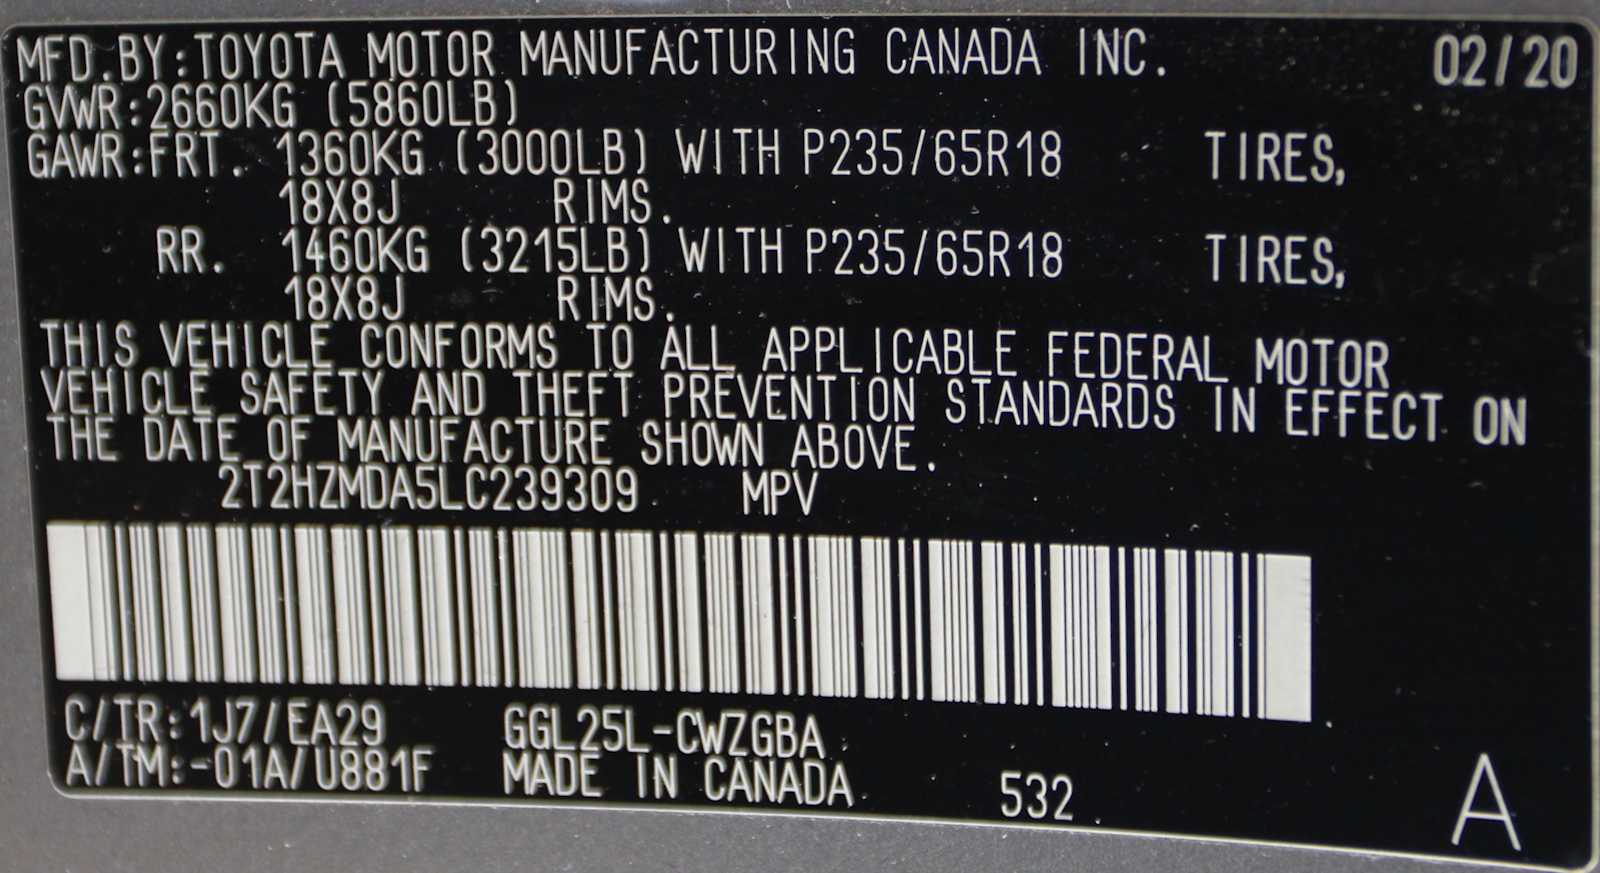 MFD.BY:TOYOTA MOTOR MANUFACTURING CANADA INC. 02/20
GVWR:2660KG (5860LB)
GAWR:FRT. 1360KG (3000LB) WITH P235/65R18 TIRES,
18X8J RIMS.
RR. 1460KG (3215LB) WITH P235/65R18 TIRES,
18X8J RIMS.
THIS VEHICLE CONFORMS TO ALL APPLICABLE FEDERAL MOTOR
VEHICLE SAFETY AND THEFT PREVENTION STANDARDS IN EFFECT ON
THE DATE OF MANUFACTURE SHOWN ABOVE.
2T2HZMDA5LC239309 MPV
C/TR:1J7/EA29 GGL25L-CWZGBA
A/TM:-01A/U881F MADE IN CANADA 532 A